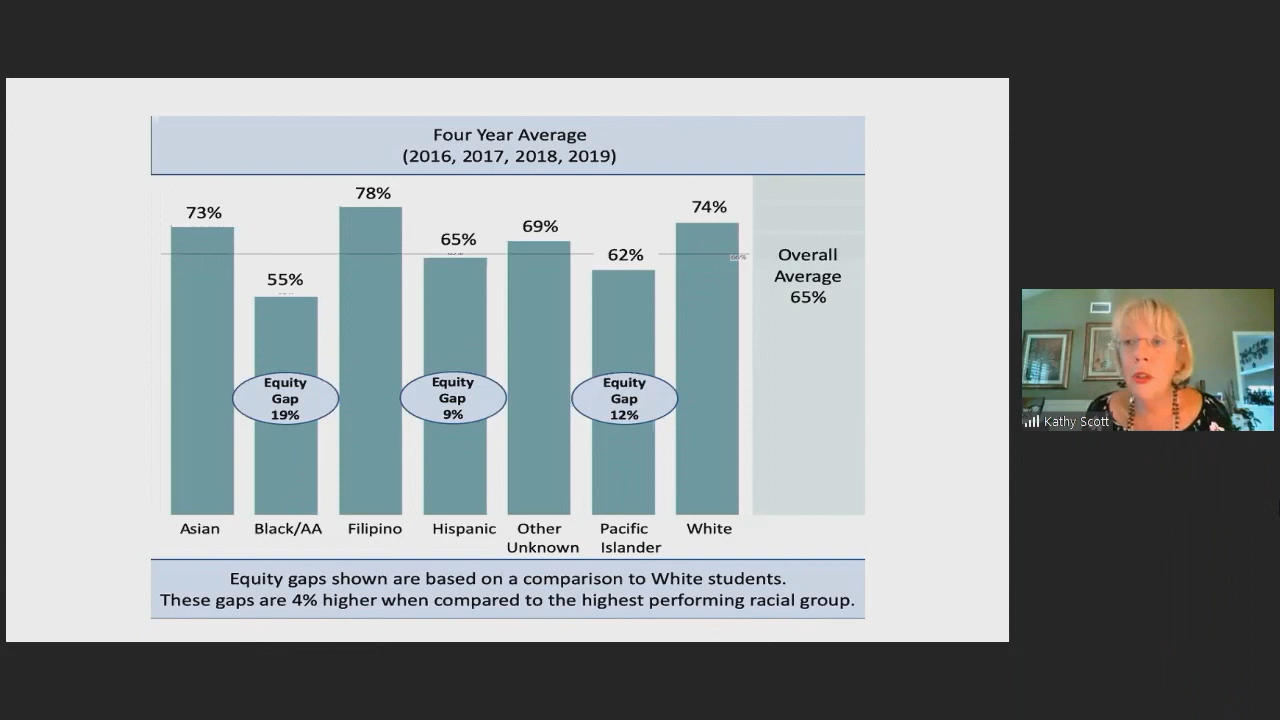 Four Year Average
(2016, 2017, 2018, 2019)
73%
55%
78%
65%
69%
62%
74%
Overall
Average
65%
Equity
Gap
19%
Equity
Gap
9%
Equity
Gap
12%
Asian
Black/AA
Filipino
Hispanic
Other
Unknown
Pacific
Islander
White
Equity gaps shown are based on a comparison to White students.
These gaps are 4% higher when compared to the highest performing racial group.
Kathy Scott